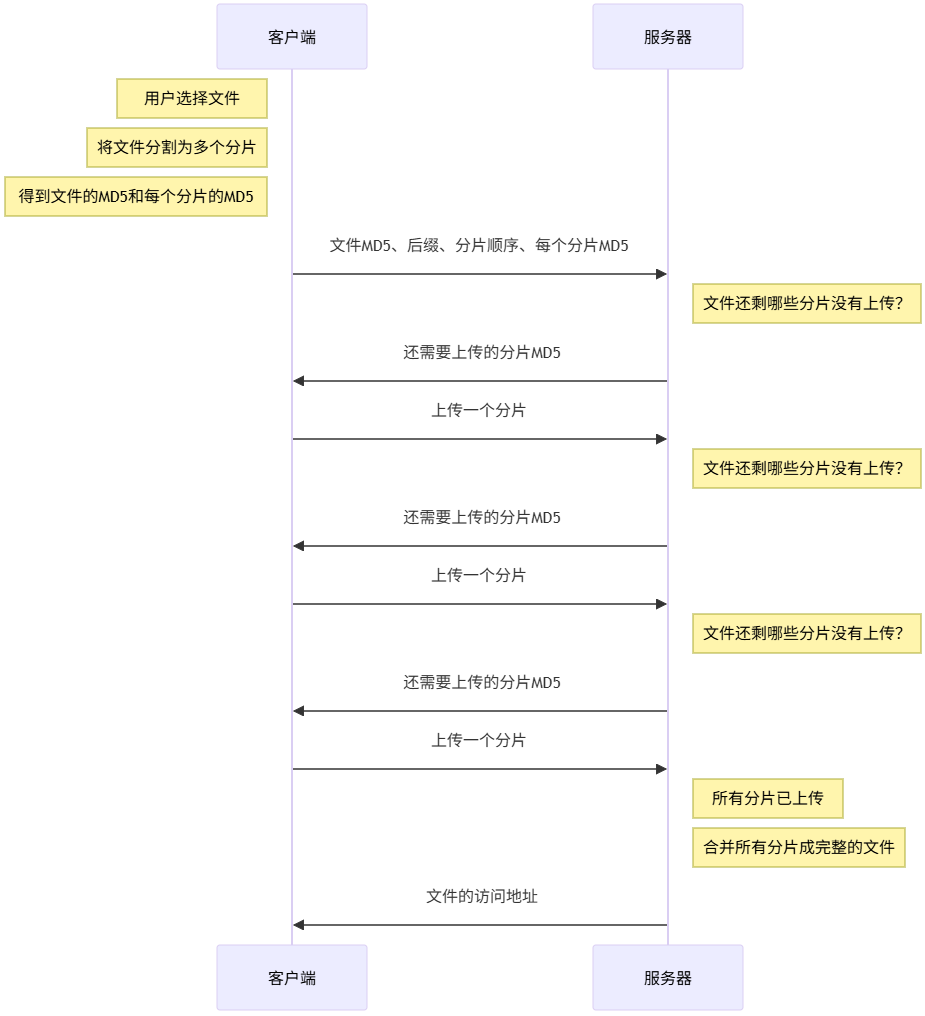 客户端
服务器
用户选择文件
将文件分割为多个分片
得到文件的MD5和每个分片的MD5
文件MD5、后缀、分片顺序、每个分片MD5
文件还剩哪些分片没有上传?
还需要上传的分片MD5
上传一个分片
文件还剩哪些分片没有上传?
还需要上传的分片MD5
上传一个分片
文件还剩哪些分片没有上传?
还需要上传的分片MD5
上传一个分片
所有分片已上传
合并所有分片成完整的文件
文件的访问地址
客户端
服务器